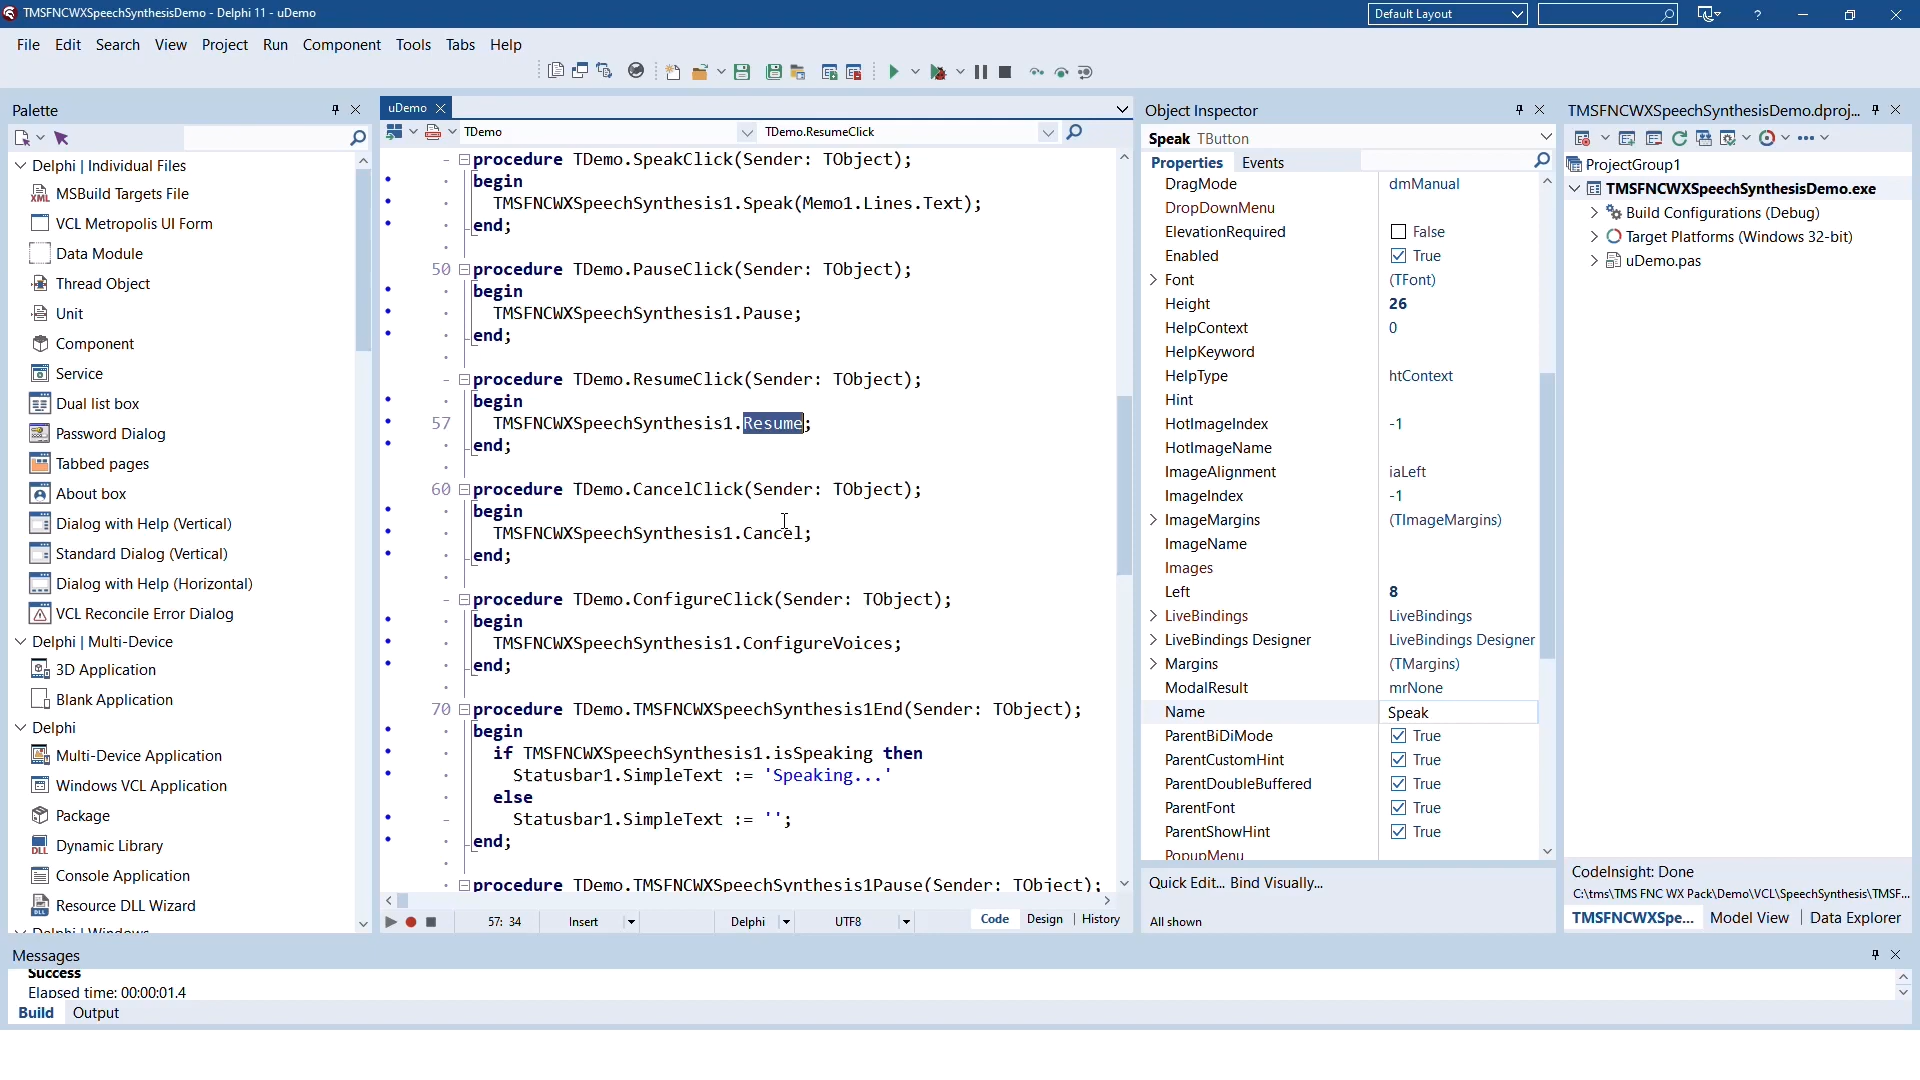 TMSFNCWXSpeechSynthesisDemo - Delphi 11 - uDemo
Default Layout
?
File Edit Search View Project Run Component Tools Tabs Help
Palette
Delphi | Individual Files
MSBuild Targets File
VCL Metropolis UI Form
Data Module
Thread Object
Unit
Component
Service
Dual list box
Password Dialog
Tabbed pages
About box
Dialog with Help (Vertical)
Standard Dialog (Vertical)
Dialog with Help (Horizontal)
VCL Reconcile Error Dialog
Delphi | Multi-Device
3D Application
Blank Application
Delphi
Multi-Device Application
Windows VCL Application
Package
Dynamic Library
Console Application
Resource DLL Wizard
Delphi | Windows
uDemo
TDemo TDemo.ResumeClick
procedure TDemo.SpeakClick(Sender: TObject);
begin
TMSFNCWXSpeechSynthesis1.Speak(Memo1.Lines.Text);
end;
50 procedure TDemo.PauseClick(Sender: TObject);
begin
TMSFNCWXSpeechSynthesis1.Pause;
end;
procedure TDemo.ResumeClick(Sender: TObject);
begin
57 TMSFNCWXSpeechSynthesis1.Resume;
end;
60 procedure TDemo.CancelClick(Sender: TObject);
begin
TMSFNCWXSpeechSynthesis1.Cancel;
end;
procedure TDemo.ConfigureClick(Sender: TObject);
begin
TMSFNCWXSpeechSynthesis1.ConfigureVoices;
end;
70 procedure TDemo.TMSFNCWXSpeechSynthesis1End(Sender: TObject);
begin
if TMSFNCWXSpeechSynthesis1.isSpeaking then
Statusbar1.SimpleText := 'Speaking...'
else
Statusbar1.SimpleText := '';
end;
procedure TDemo.TMSFNCWXSpeechSynthesis1Pause(Sender: TObject);
57: 34 Insert Delphi UTF8 Code Design History
Object Inspector
Speak TButton
Properties Events
DragMode dmManual
DropDownMenu
ElevationRequired False
Enabled True
Font (TFont)
Height 26
HelpContext 0
HelpKeyword
HelpType htContext
Hint
HotImageIndex -1
HotImageName
ImageAlignment iaLeft
ImageIndex -1
ImageMargins (TImageMargins)
ImageName
Images
Left 8
LiveBindings LiveBindings
LiveBindings Designer LiveBindings Designer
Margins (TMargins)
ModalResult mrNone
Name Speak
ParentBiDiMode True
ParentCustomHint True
ParentDoubleBuffered True
ParentFont True
ParentShowHint True
PopupMenu
Quick Edit... Bind Visually...
All shown
TMSFNCWXSpeechSynthesisDemo.dproj...
ProjectGroup1
TMSFNCWXSpeechSynthesisDemo.exe
Build Configurations (Debug)
Target Platforms (Windows 32-bit)
uDemo.pas
CodeInsight: Done
C:\tms\TMS FNC WX Pack\Demo\VCL\SpeechSynthesis\TMSF...
TMSFNCWXSpe... Model View Data Explorer
Messages
Success
Elapsed time: 00:00:01.4
Build Output